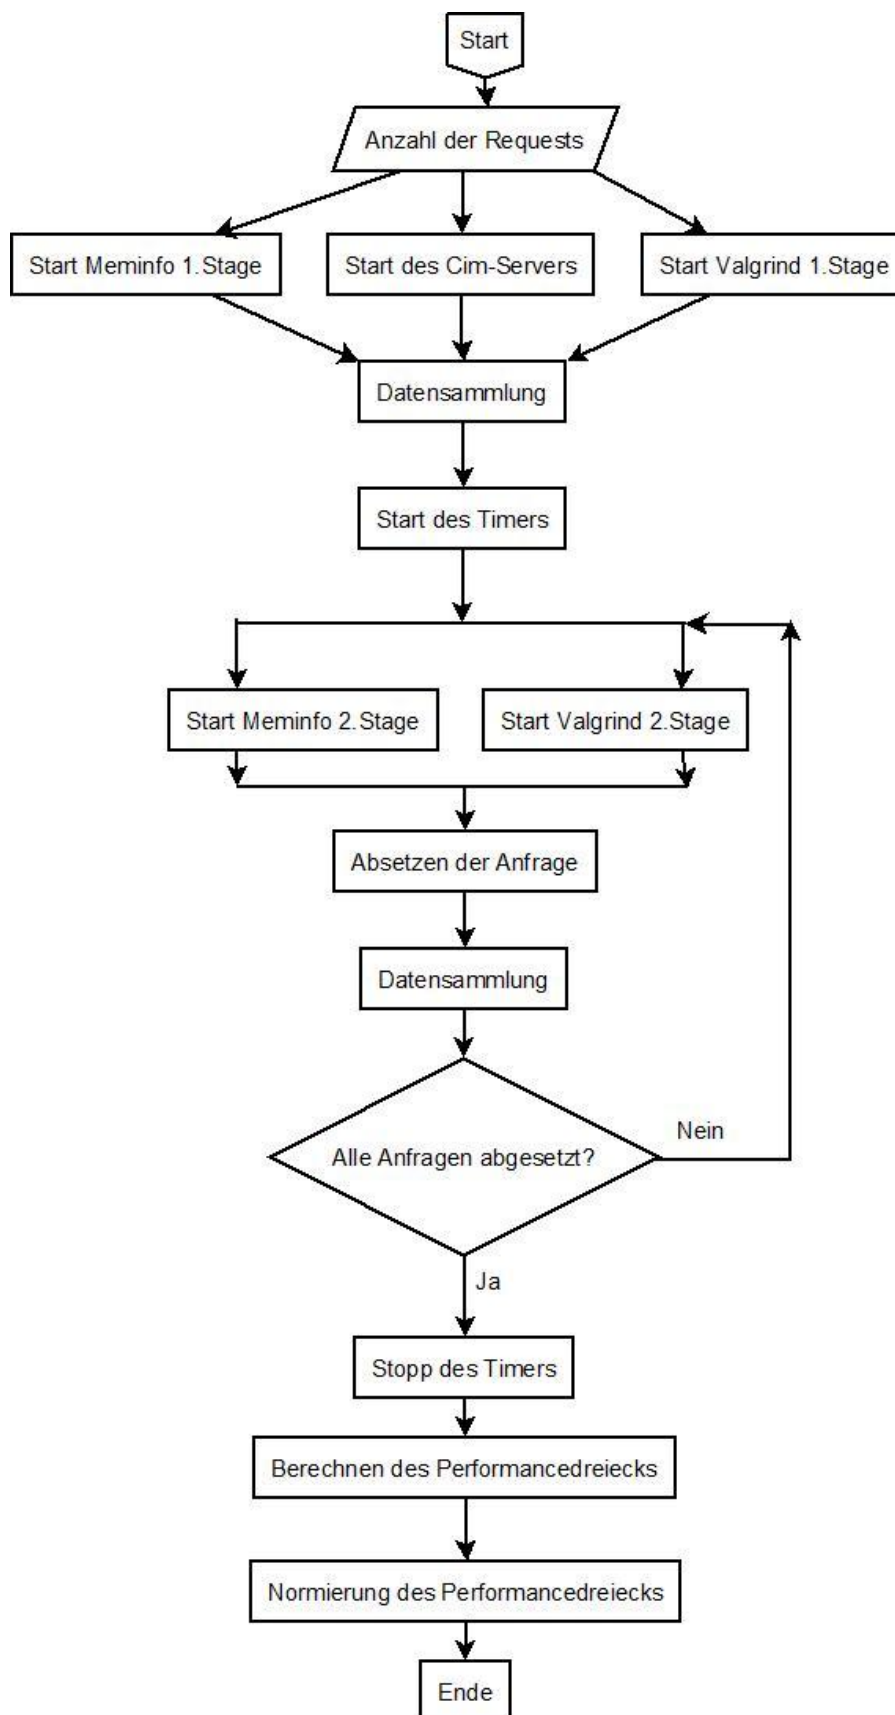 Start
Anzahl der Requests
Start Meminfo 1.Stage
Start des Cim-Servers
Start Valgrind 1.Stage
Datensammlung
Start des Timers
Start Meminfo 2.Stage
Start Valgrind 2.Stage
Absetzen der Anfrage
Datensammlung
Nein
Alle Anfragen abgesetzt?
Ja
Stopp des Timers
Berechnen des Performancedreiecks
Normierung des Performancedreiecks
Ende